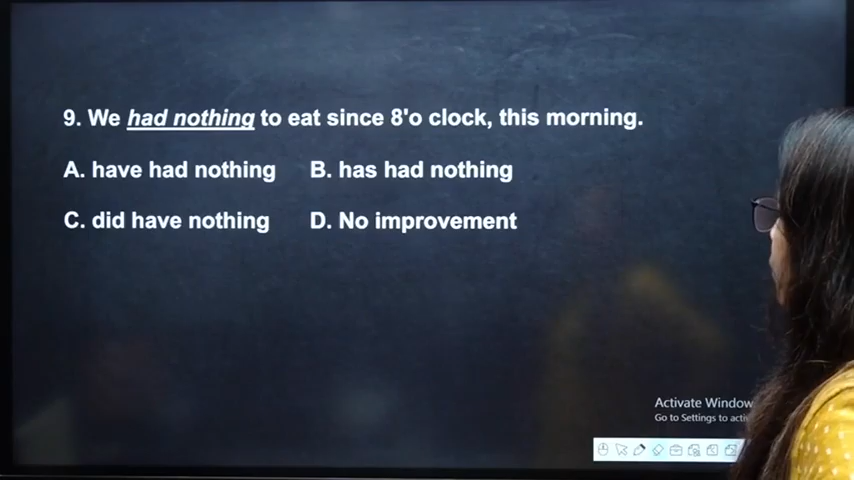 9. We had nothing to eat since 8'o clock, this morning.
A. have had nothing B. has had nothing
C. did have nothing D. No improvement
Activate Window
Go to Settings to acti